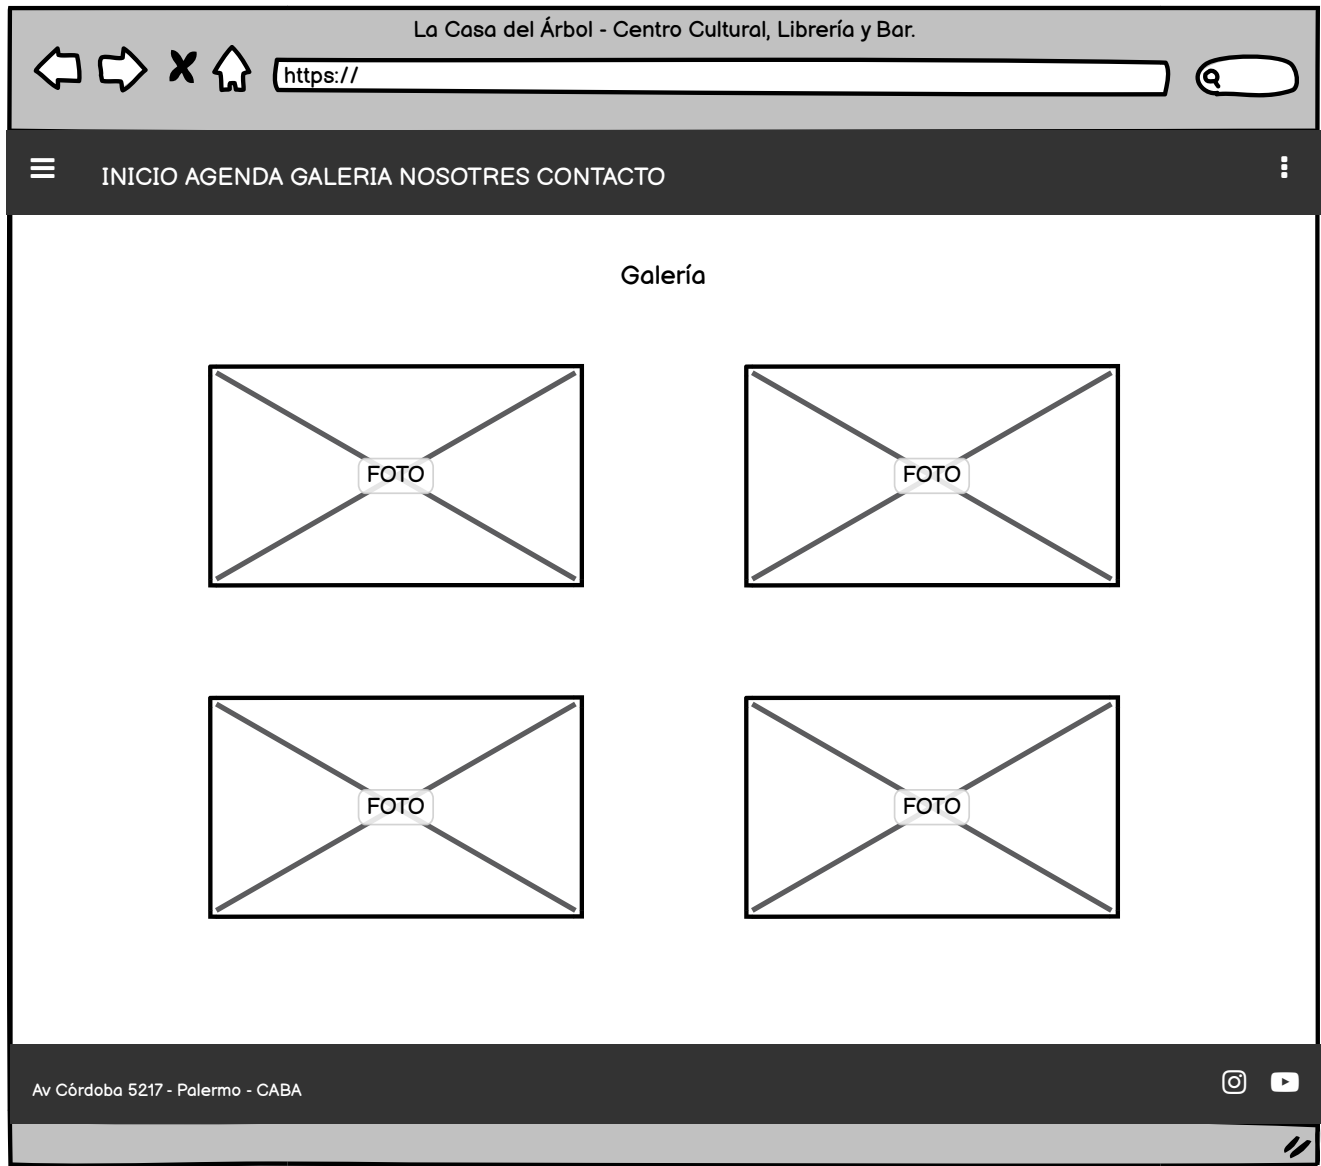 La Casa del Árbol - Centro Cultural, Librería y Bar.
https://
INICIO AGENDA GALERIA NOSOTRES CONTACTO
Galería
FOTO
FOTO
FOTO
FOTO
Av Córdoba 5217 - Palermo - CABA